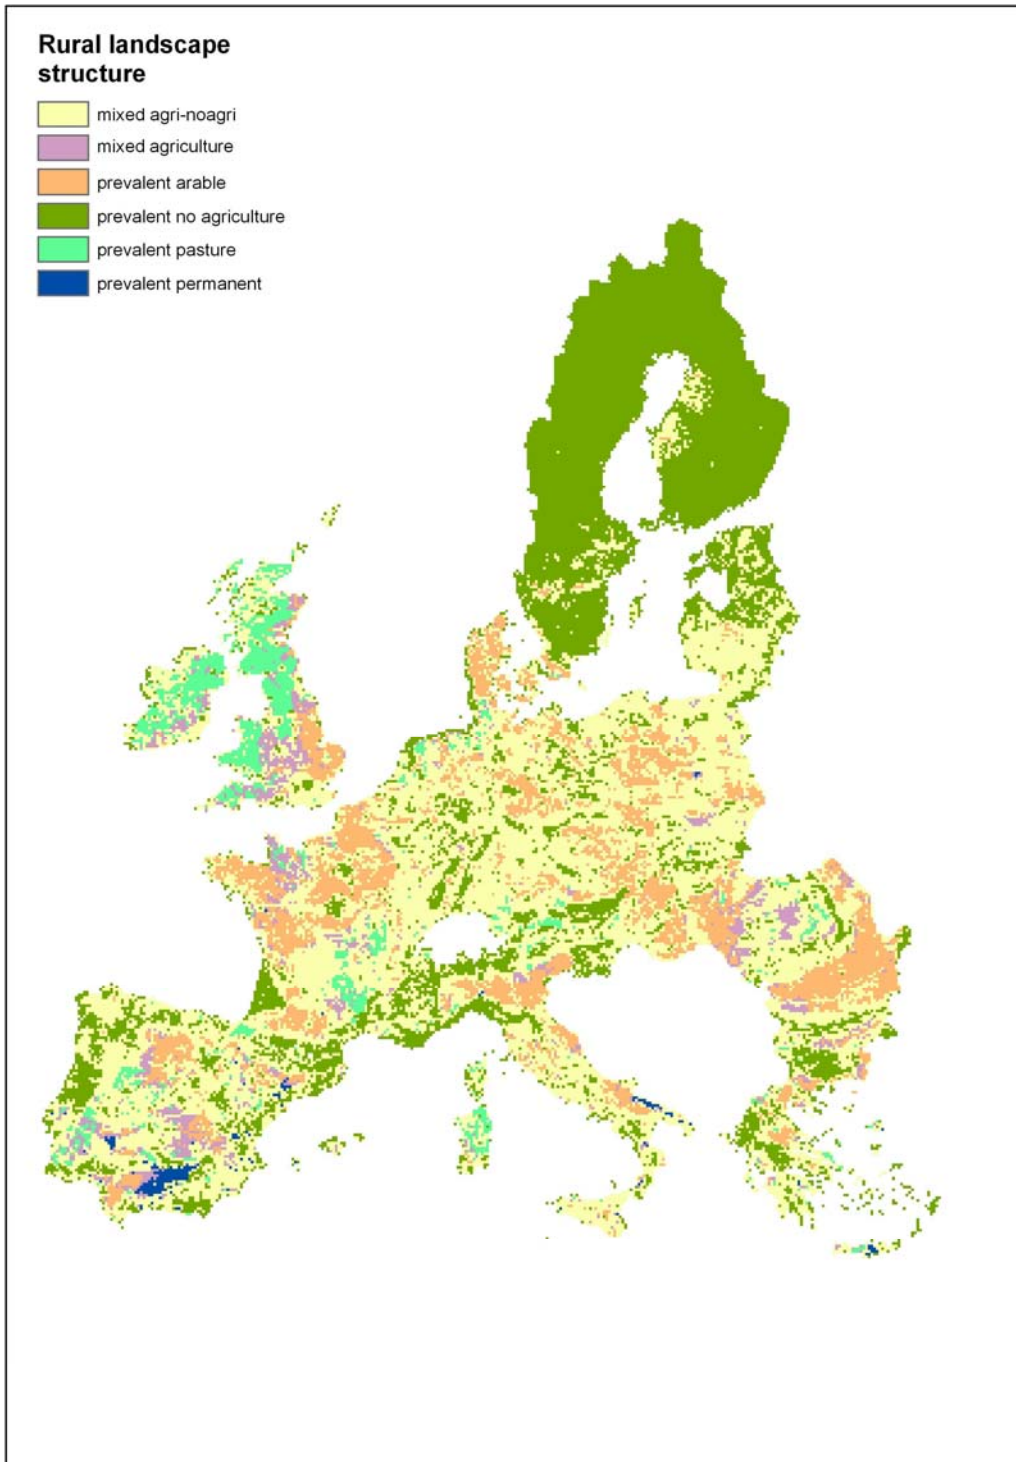 Rural landscape
structure
mixed agri-noagri
mixed agriculture
prevalent arable
prevalent no agriculture
prevalent pasture
prevalent permanent